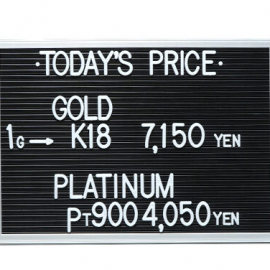 ·TODAY'S PRICE·
GOLD
1G→ K18 7,150 YEN
PLATINUM
PT900 4,050 YEN